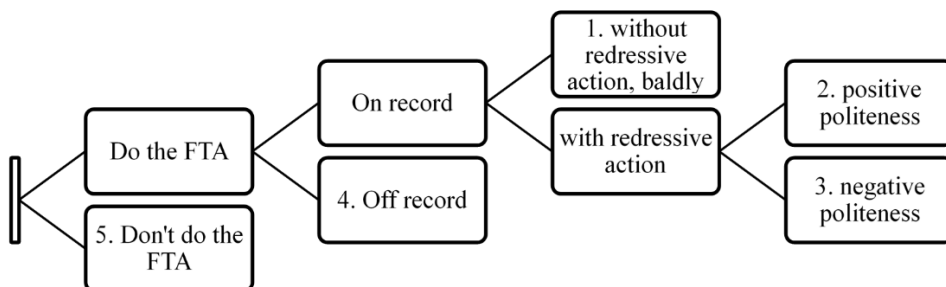 1. without
redressive
action, baldly
On record
2. positive
politeness
Do the FTA
with redressive
action
4. Off record
3. negative
politeness
5. Don't do the
FTA